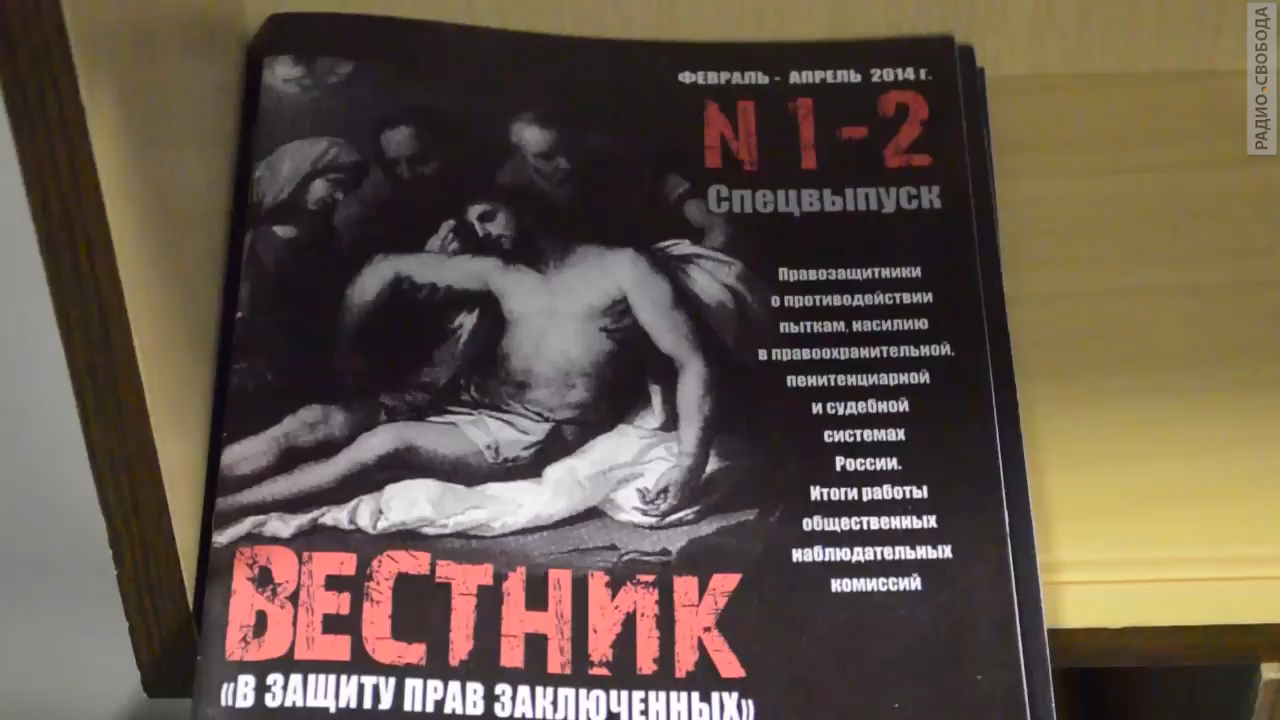 РАДИО СВОБОДА
ФЕВРАЛЬ - АПРЕЛЬ 2014 г.
N 1-2
Спецвыпуск
Правозащитники
о противодействии
пыткам, насилию
в правоохранительной,
пенитенциарной
и судебной
системах
России.
Итоги работы
общественных
наблюдательных
комиссий
ВЕСТНИК
«В ЗАЩИТУ ПРАВ ЗАКЛЮЧЕННЫХ»